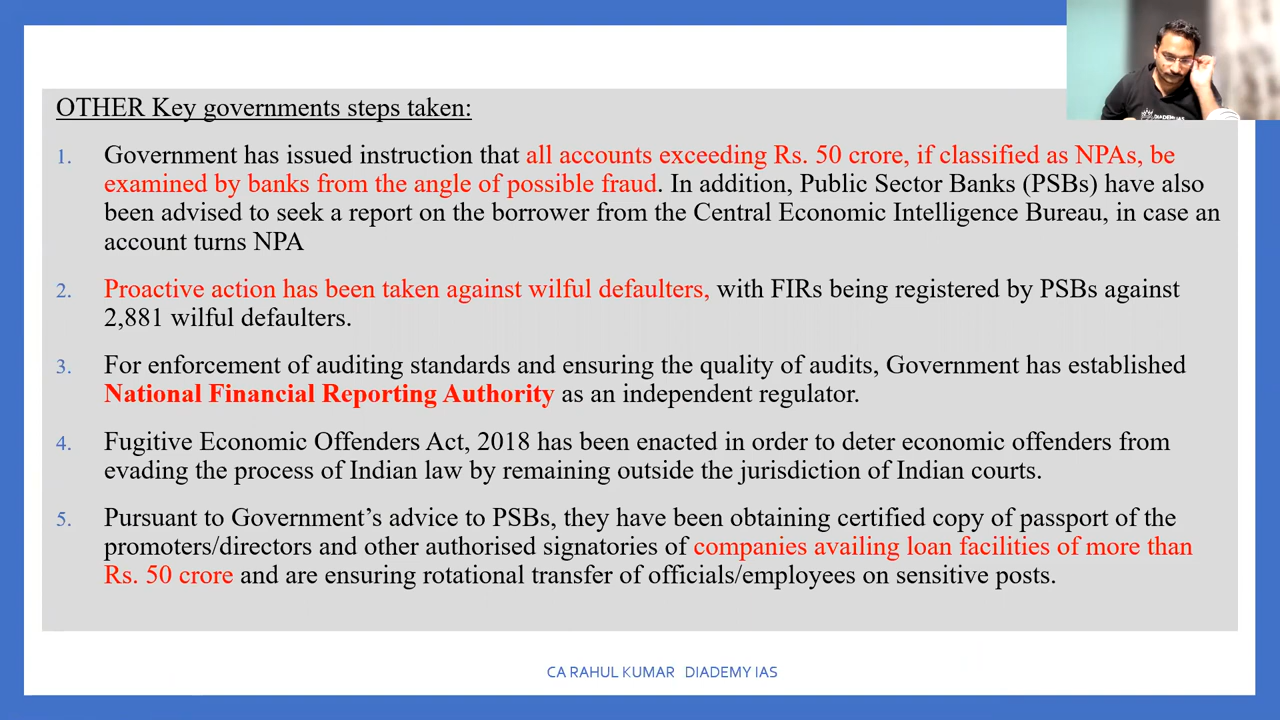 OTHER Key governments steps taken:
1. Government has issued instruction that all accounts exceeding Rs. 50 crore, if classified as NPAs, be
examined by banks from the angle of possible fraud. In addition, Public Sector Banks (PSBs) have also
been advised to seek a report on the borrower from the Central Economic Intelligence Bureau, in case an
account turns NPA
2. Proactive action has been taken against wilful defaulters, with FIRs being registered by PSBs against
2,881 wilful defaulters.
3. For enforcement of auditing standards and ensuring the quality of audits, Government has established
National Financial Reporting Authority as an independent regulator.
4. Fugitive Economic Offenders Act, 2018 has been enacted in order to deter economic offenders from
evading the process of Indian law by remaining outside the jurisdiction of Indian courts.
5. Pursuant to Government’s advice to PSBs, they have been obtaining certified copy of passport of the
promoters/directors and other authorised signatories of companies availing loan facilities of more than
Rs. 50 crore and are ensuring rotational transfer of officials/employees on sensitive posts.
CA RAHUL KUMAR DIADEMY IAS
DIADEMY IAS